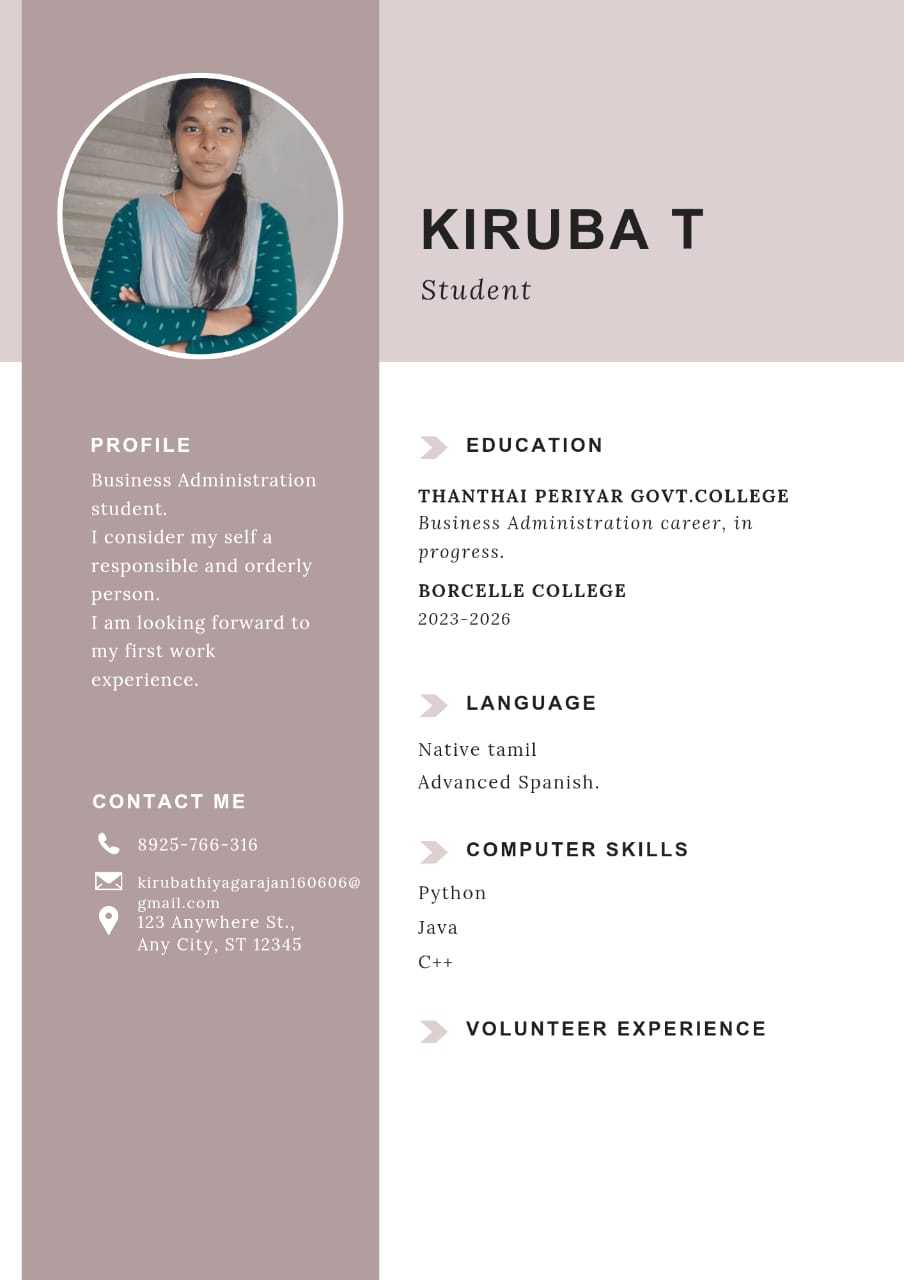 KIRUBA T
Student
PROFILE
Business Administration
student.
I consider my self a
responsible and orderly
person.
I am looking forward to
my first work
experience.
CONTACT ME
8925-766-316
kirubathiyagarajan160606@
gmail.com
123 Anywhere St.,
Any City, ST 12345
EDUCATION
THANTHAI PERIYAR GOVT.COLLEGE
Business Administration career, in
progress.
BORCELLE COLLEGE
2023-2026
LANGUAGE
Native tamil
Advanced Spanish.
COMPUTER SKILLS
Python
Java
C++
VOLUNTEER EXPERIENCE